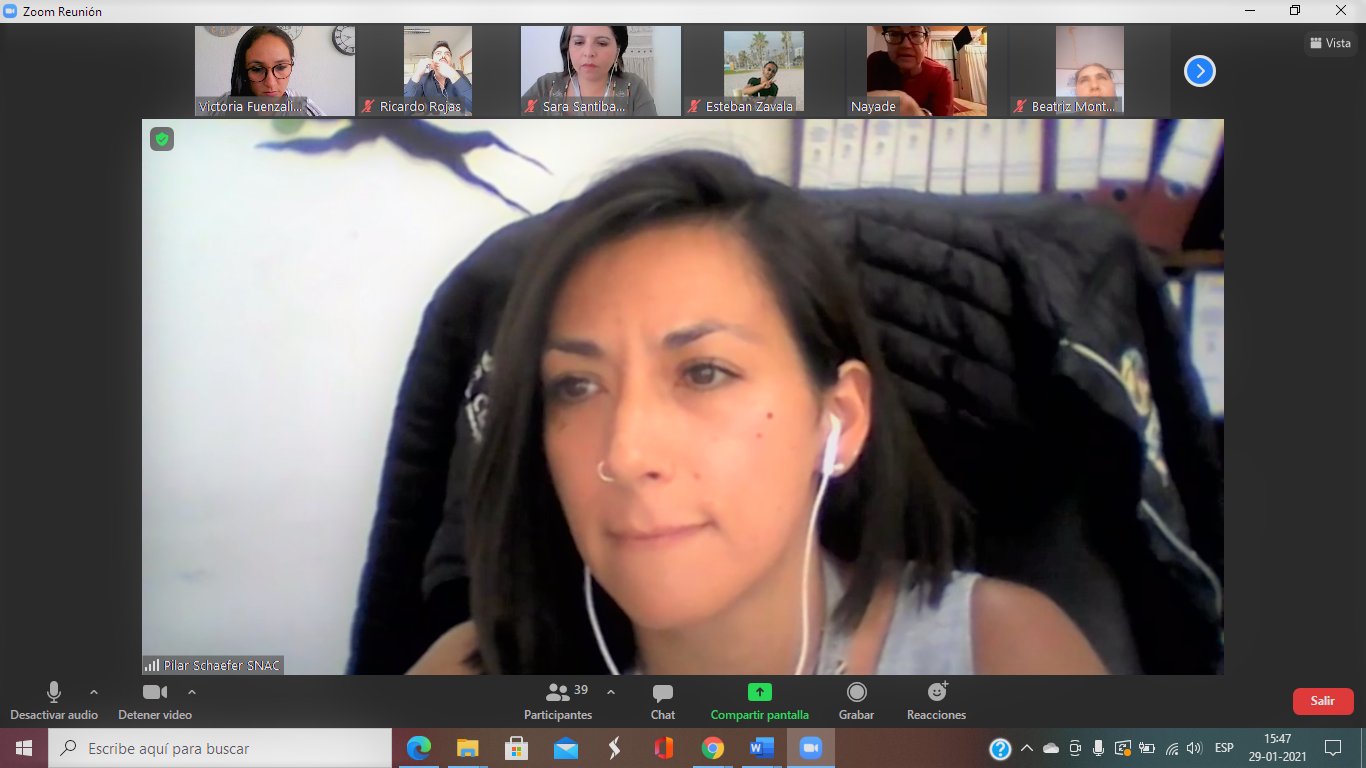 Zoom Reunión
Vista
Victoria Fuenzali...
Ricardo Rojas
Sara Santiba...
Esteban Zavala
Nayade
Beatriz Mont...
Pilar Schaefer SNAC
39
Desactivar audio
Detener video
Participantes
Chat
Compartir pantalla
Grabar
Reacciones
Salir
Escribe aquí para buscar
ESP
15:47
29-01-2021